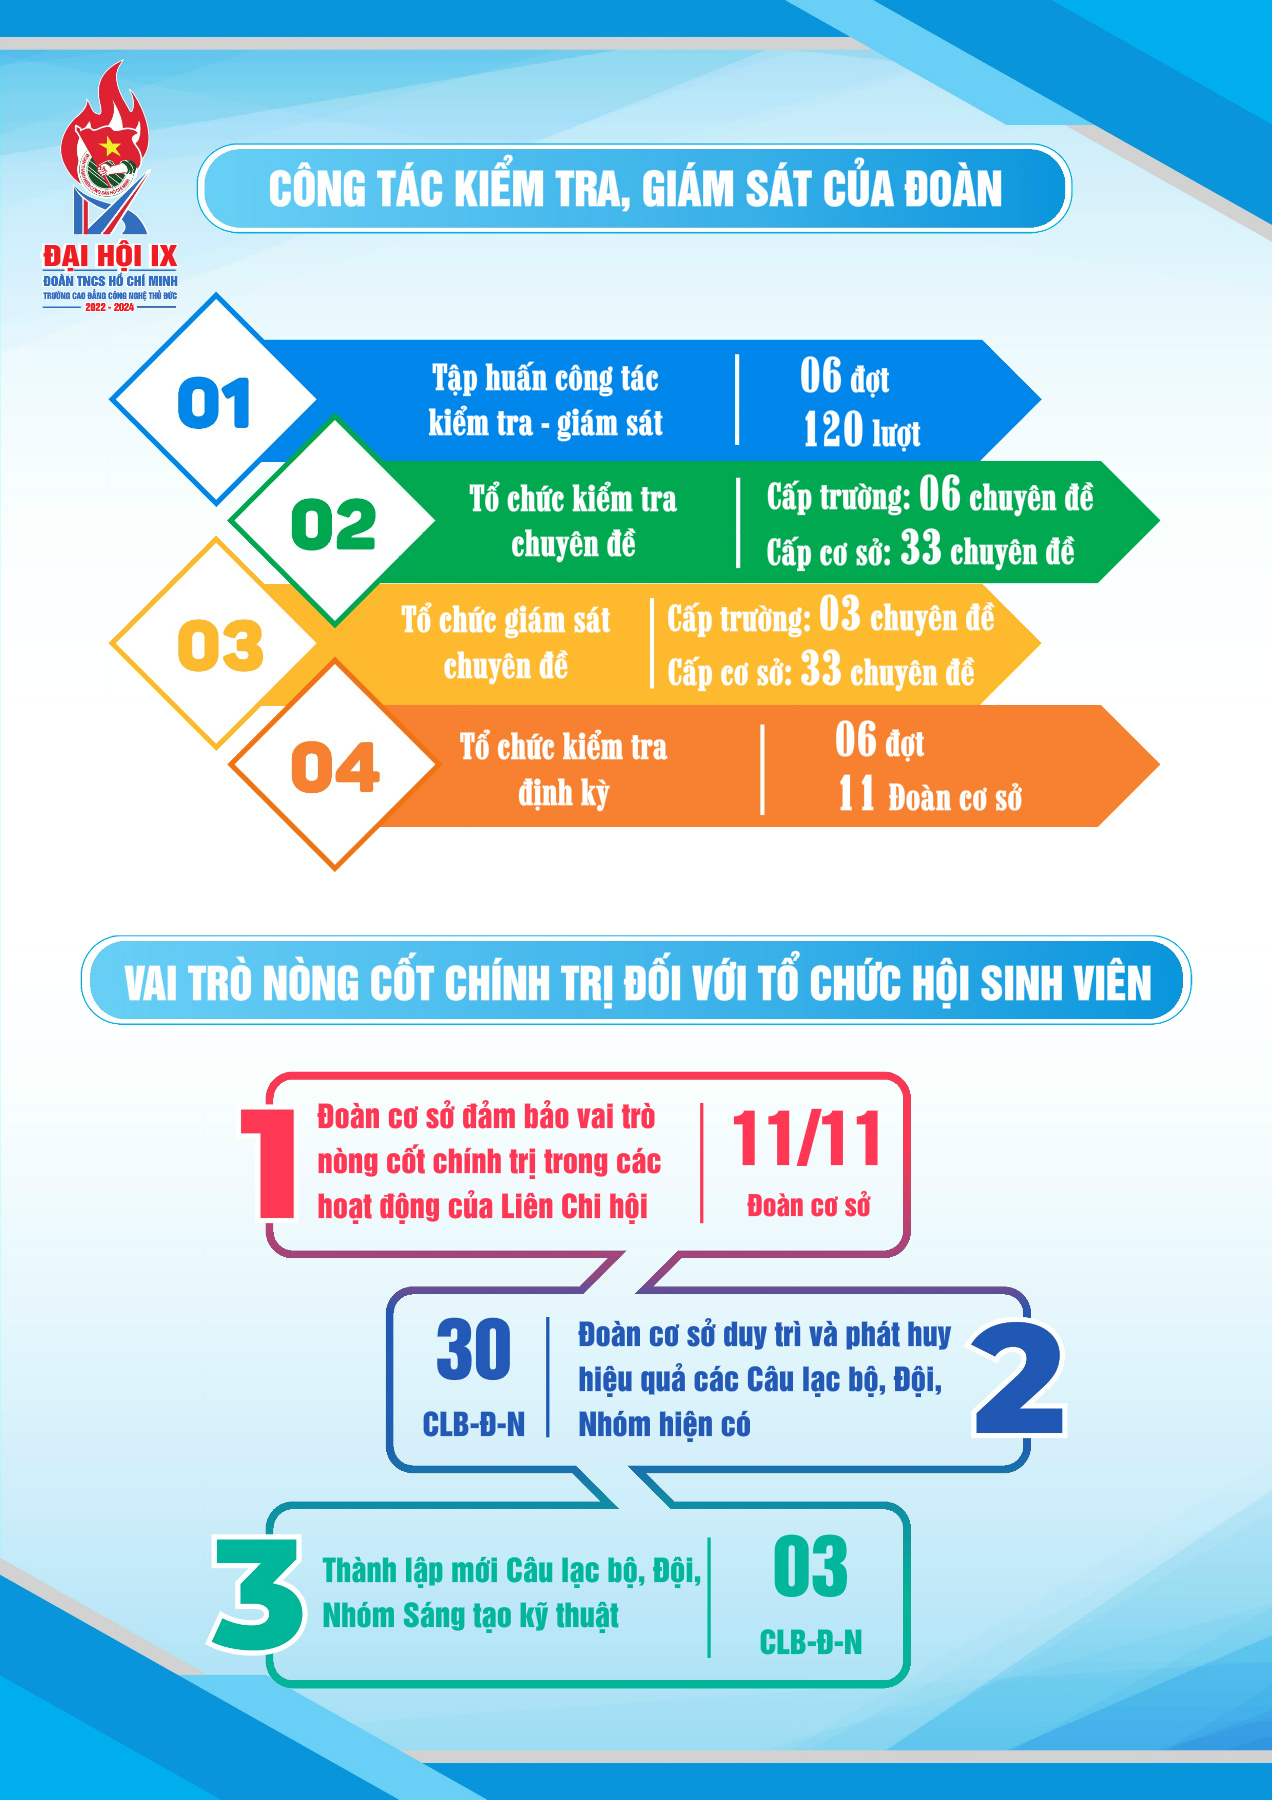 ĐẠI HỘI IX
ĐOÀN TNCS HỒ CHÍ MINH
TRƯỜNG CAO ĐẲNG CÔNG NGHỆ THỦ ĐỨC
2022 - 2024
CÔNG TÁC KIỂM TRA, GIÁM SÁT CỦA ĐOÀN
01
Tập huấn công tác
kiểm tra - giám sát
06 đợt
120 lượt
02
Tổ chức kiểm tra
chuyên đề
Cấp trường: 06 chuyên đề
Cấp cơ sở: 33 chuyên đề
03
Tổ chức giám sát
chuyên đề
Cấp trường: 03 chuyên đề
Cấp cơ sở: 33 chuyên đề
04
Tổ chức kiểm tra
định kỳ
06 đợt
11 Đoàn cơ sở
VAI TRÒ NÒNG CỐT CHÍNH TRỊ ĐỐI VỚI TỔ CHỨC HỘI SINH VIÊN
1
Đoàn cơ sở đảm bảo vai trò
nòng cốt chính trị trong các
hoạt động của Liên Chi hội
11/11
Đoàn cơ sở
30
CLB-Đ-N
Đoàn cơ sở duy trì và phát huy
hiệu quả các Câu lạc bộ, Đội,
Nhóm hiện có
2
3
Thành lập mới Câu lạc bộ, Đội,
Nhóm Sáng tạo kỹ thuật
03
CLB-Đ-N